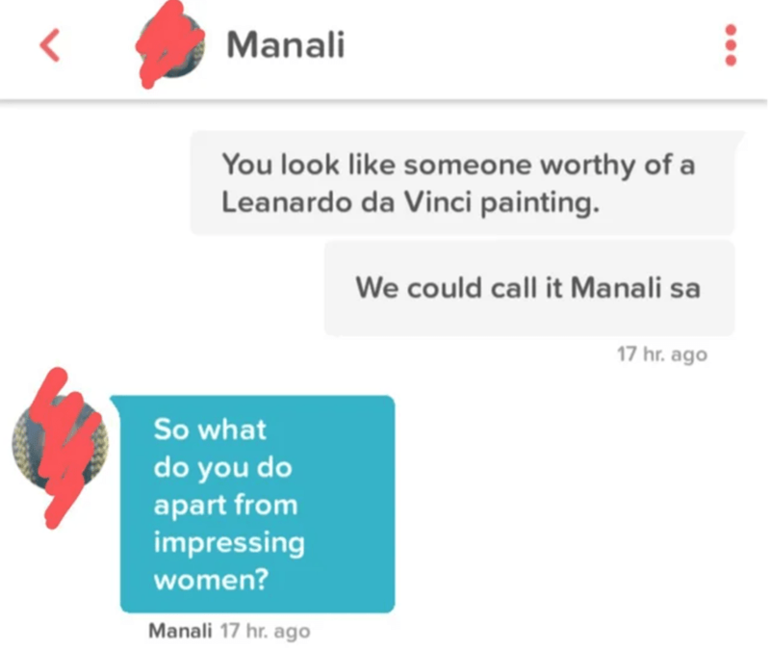 Manali
You look like someone worthy of a
Leanardo da Vinci painting.
We could call it Manali sa
17 hr. ago
So what
do you do
apart from
impressing
women?
Manali 17 hr. ago